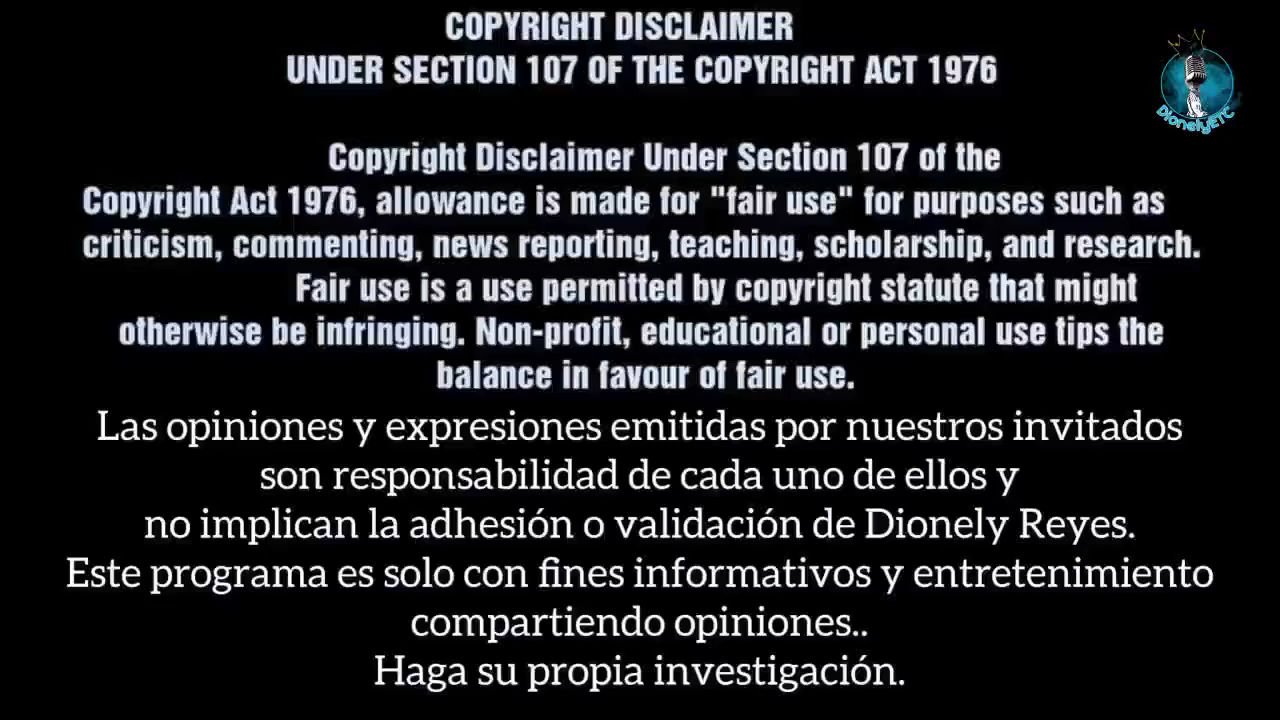 COPYRIGHT DISCLAIMER
UNDER SECTION 107 OF THE COPYRIGHT ACT 1976
DionelyETC
Copyright Disclaimer Under Section 107 of the
Copyright Act 1976, allowance is made for "fair use" for purposes such as
criticism, commenting, news reporting, teaching, scholarship, and research.
Fair use is a use permitted by copyright statute that might
otherwise be infringing. Non-profit, educational or personal use tips the
balance in favour of fair use.
Las opiniones y expresiones emitidas por nuestros invitados
son responsabilidad de cada uno de ellos y
no implican la adhesión o validación de Dionely Reyes.
Este programa es solo con fines informativos y entretenimiento
compartiendo opiniones..
Haga su propia investigación.